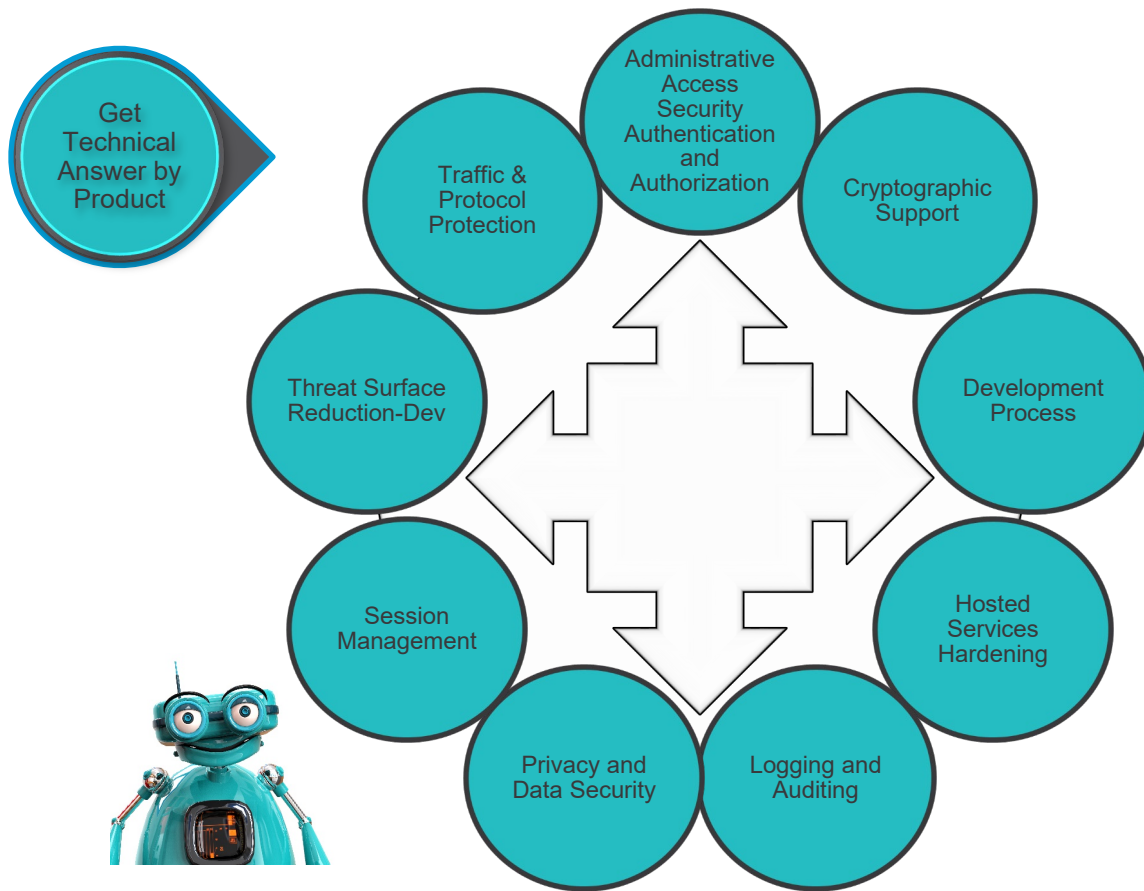 Get
Technical
Answer by
Product
Administrative
Access
Security
Authentication
and
Authorization
Cryptographic
Support
Development
Process
Hosted
Services
Hardening
Logging and
Auditing
Privacy and
Data Security
Session
Management
Threat Surface
Reduction-Dev
Traffic &
Protocol
Protection